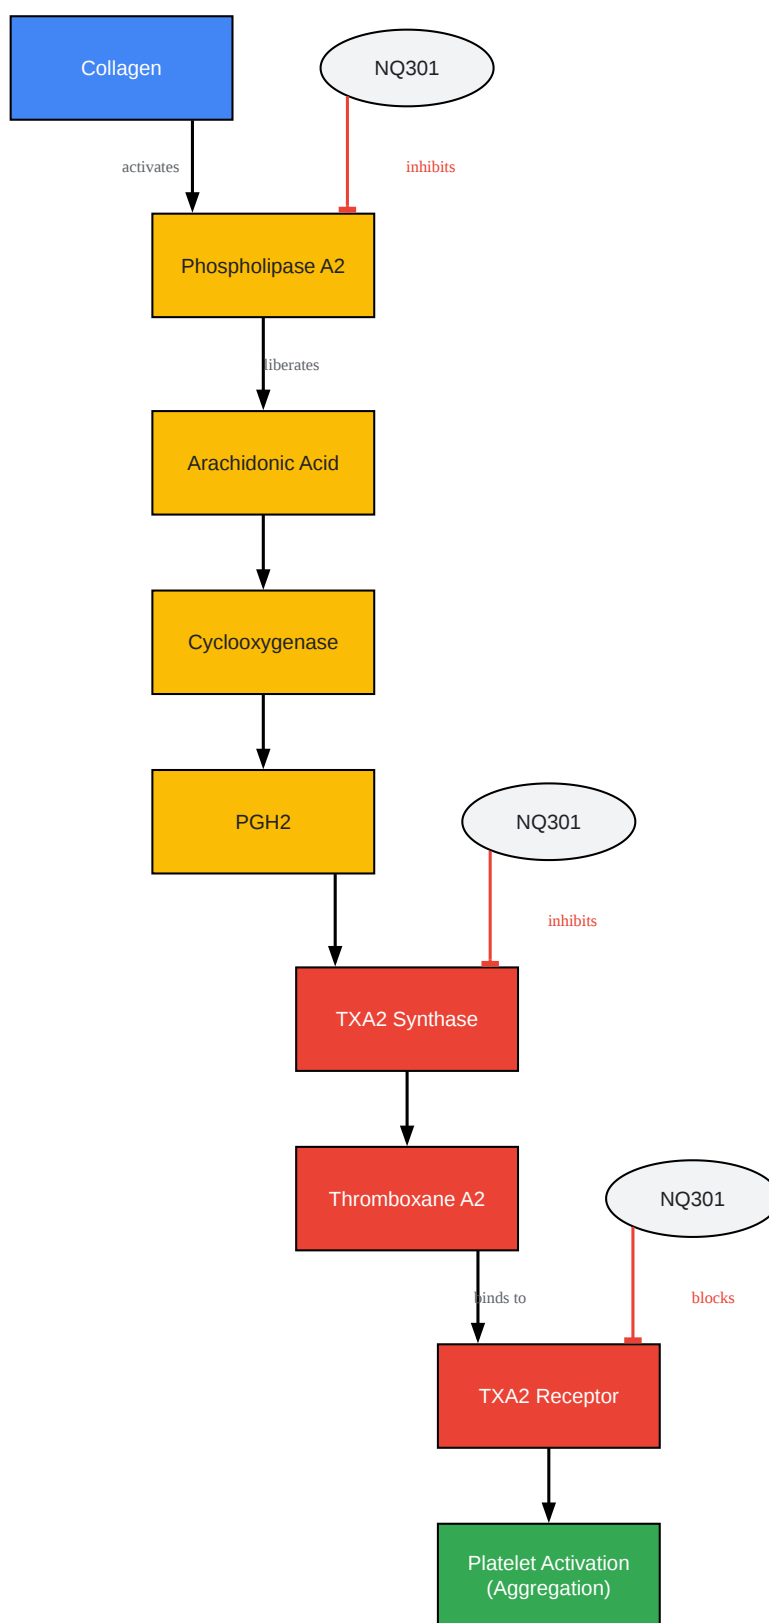 Collagen
NQ301
activates
inhibits
Phospholipase A2
liberates
Arachidonic Acid
Cyclooxygenase
PGH2
NQ301
inhibits
TXA2 Synthase
Thromboxane A2
NQ301
binds to
blocks
TXA2 Receptor
Platelet Activation
(Aggregation)